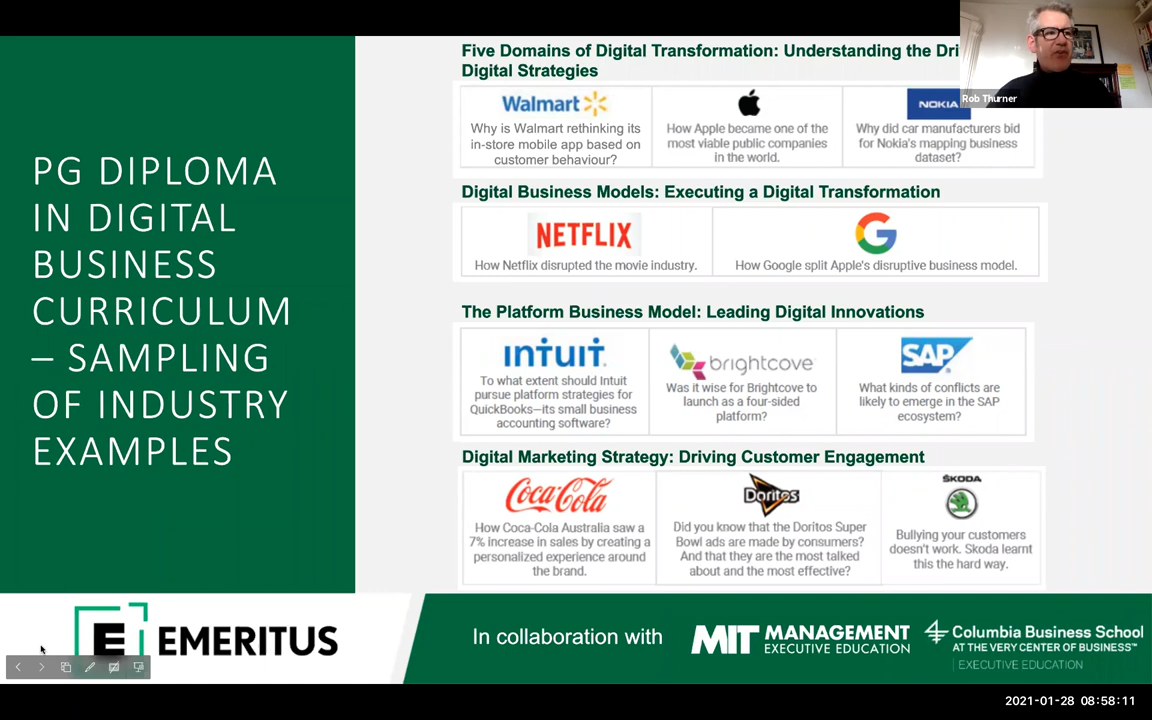 PG DIPLOMA
IN DIGITAL
BUSINESS
CURRICULUM
– SAMPLING
OF INDUSTRY
EXAMPLES
Five Domains of Digital Transformation: Understanding the
Digital Strategies
Rob Thurner
Walmart
Why is Walmart rethinking its
in-store mobile app based on
customer behaviour?
How Apple became one of the
most viable public companies
in the world.
NOKIA
Why did car manufacturers bid
for Nokia's mapping business
dataset?
Digital Business Models: Executing a Digital Transformation
NETFLIX
How Netflix disrupted the movie industry.
G
How Google split Apple's disruptive business model.
The Platform Business Model: Leading Digital Innovations
intuit.
To what extent should Intuit
pursue platform strategies for
QuickBooks—its small business
accounting software?
brightcove
Was it wise for Brightcove to
launch as a four-sided
platform?
SAP
What kinds of conflicts are
likely to emerge in the SAP
ecosystem?
Digital Marketing Strategy: Driving Customer Engagement
Coca-Cola
How Coca-Cola Australia saw a
7% increase in sales by creating a
personalized experience around
the brand.
Doritos
Did you know that the Doritos Super
Bowl ads are made by consumers?
And that they are the most talked
about and the most effective?
ŠKODA
Bullying your customers
doesn't work. Skoda learnt
this the hard way.
E EMERITUS
In collaboration with
MIT MANAGEMENT
EXECUTIVE EDUCATION
Columbia Business School
AT THE VERY CENTER OF BUSINESS™
EXECUTIVE EDUCATION
2021-01-28 08:58:11